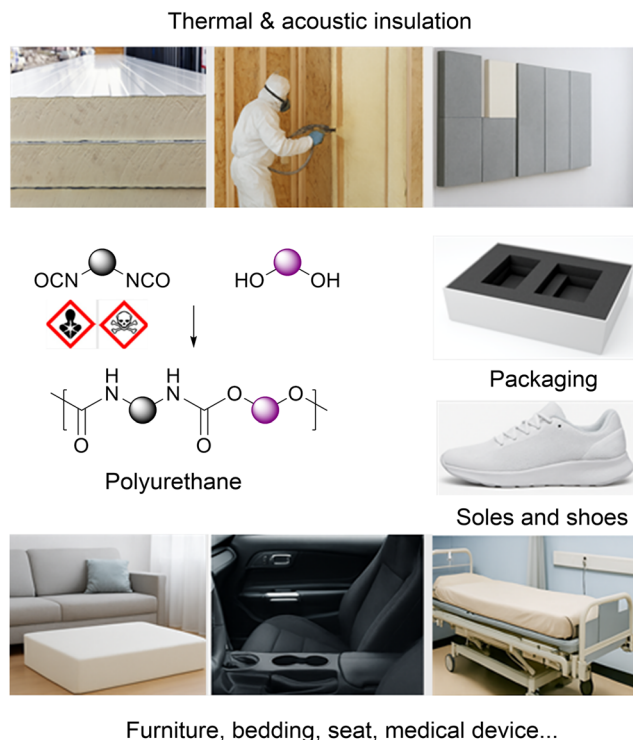 Thermal & acoustic insulation
OCN NCO HO OH
H H
N N O O
O O
Polyurethane
Packaging
Soles and shoes
Furniture, bedding, seat, medical device...